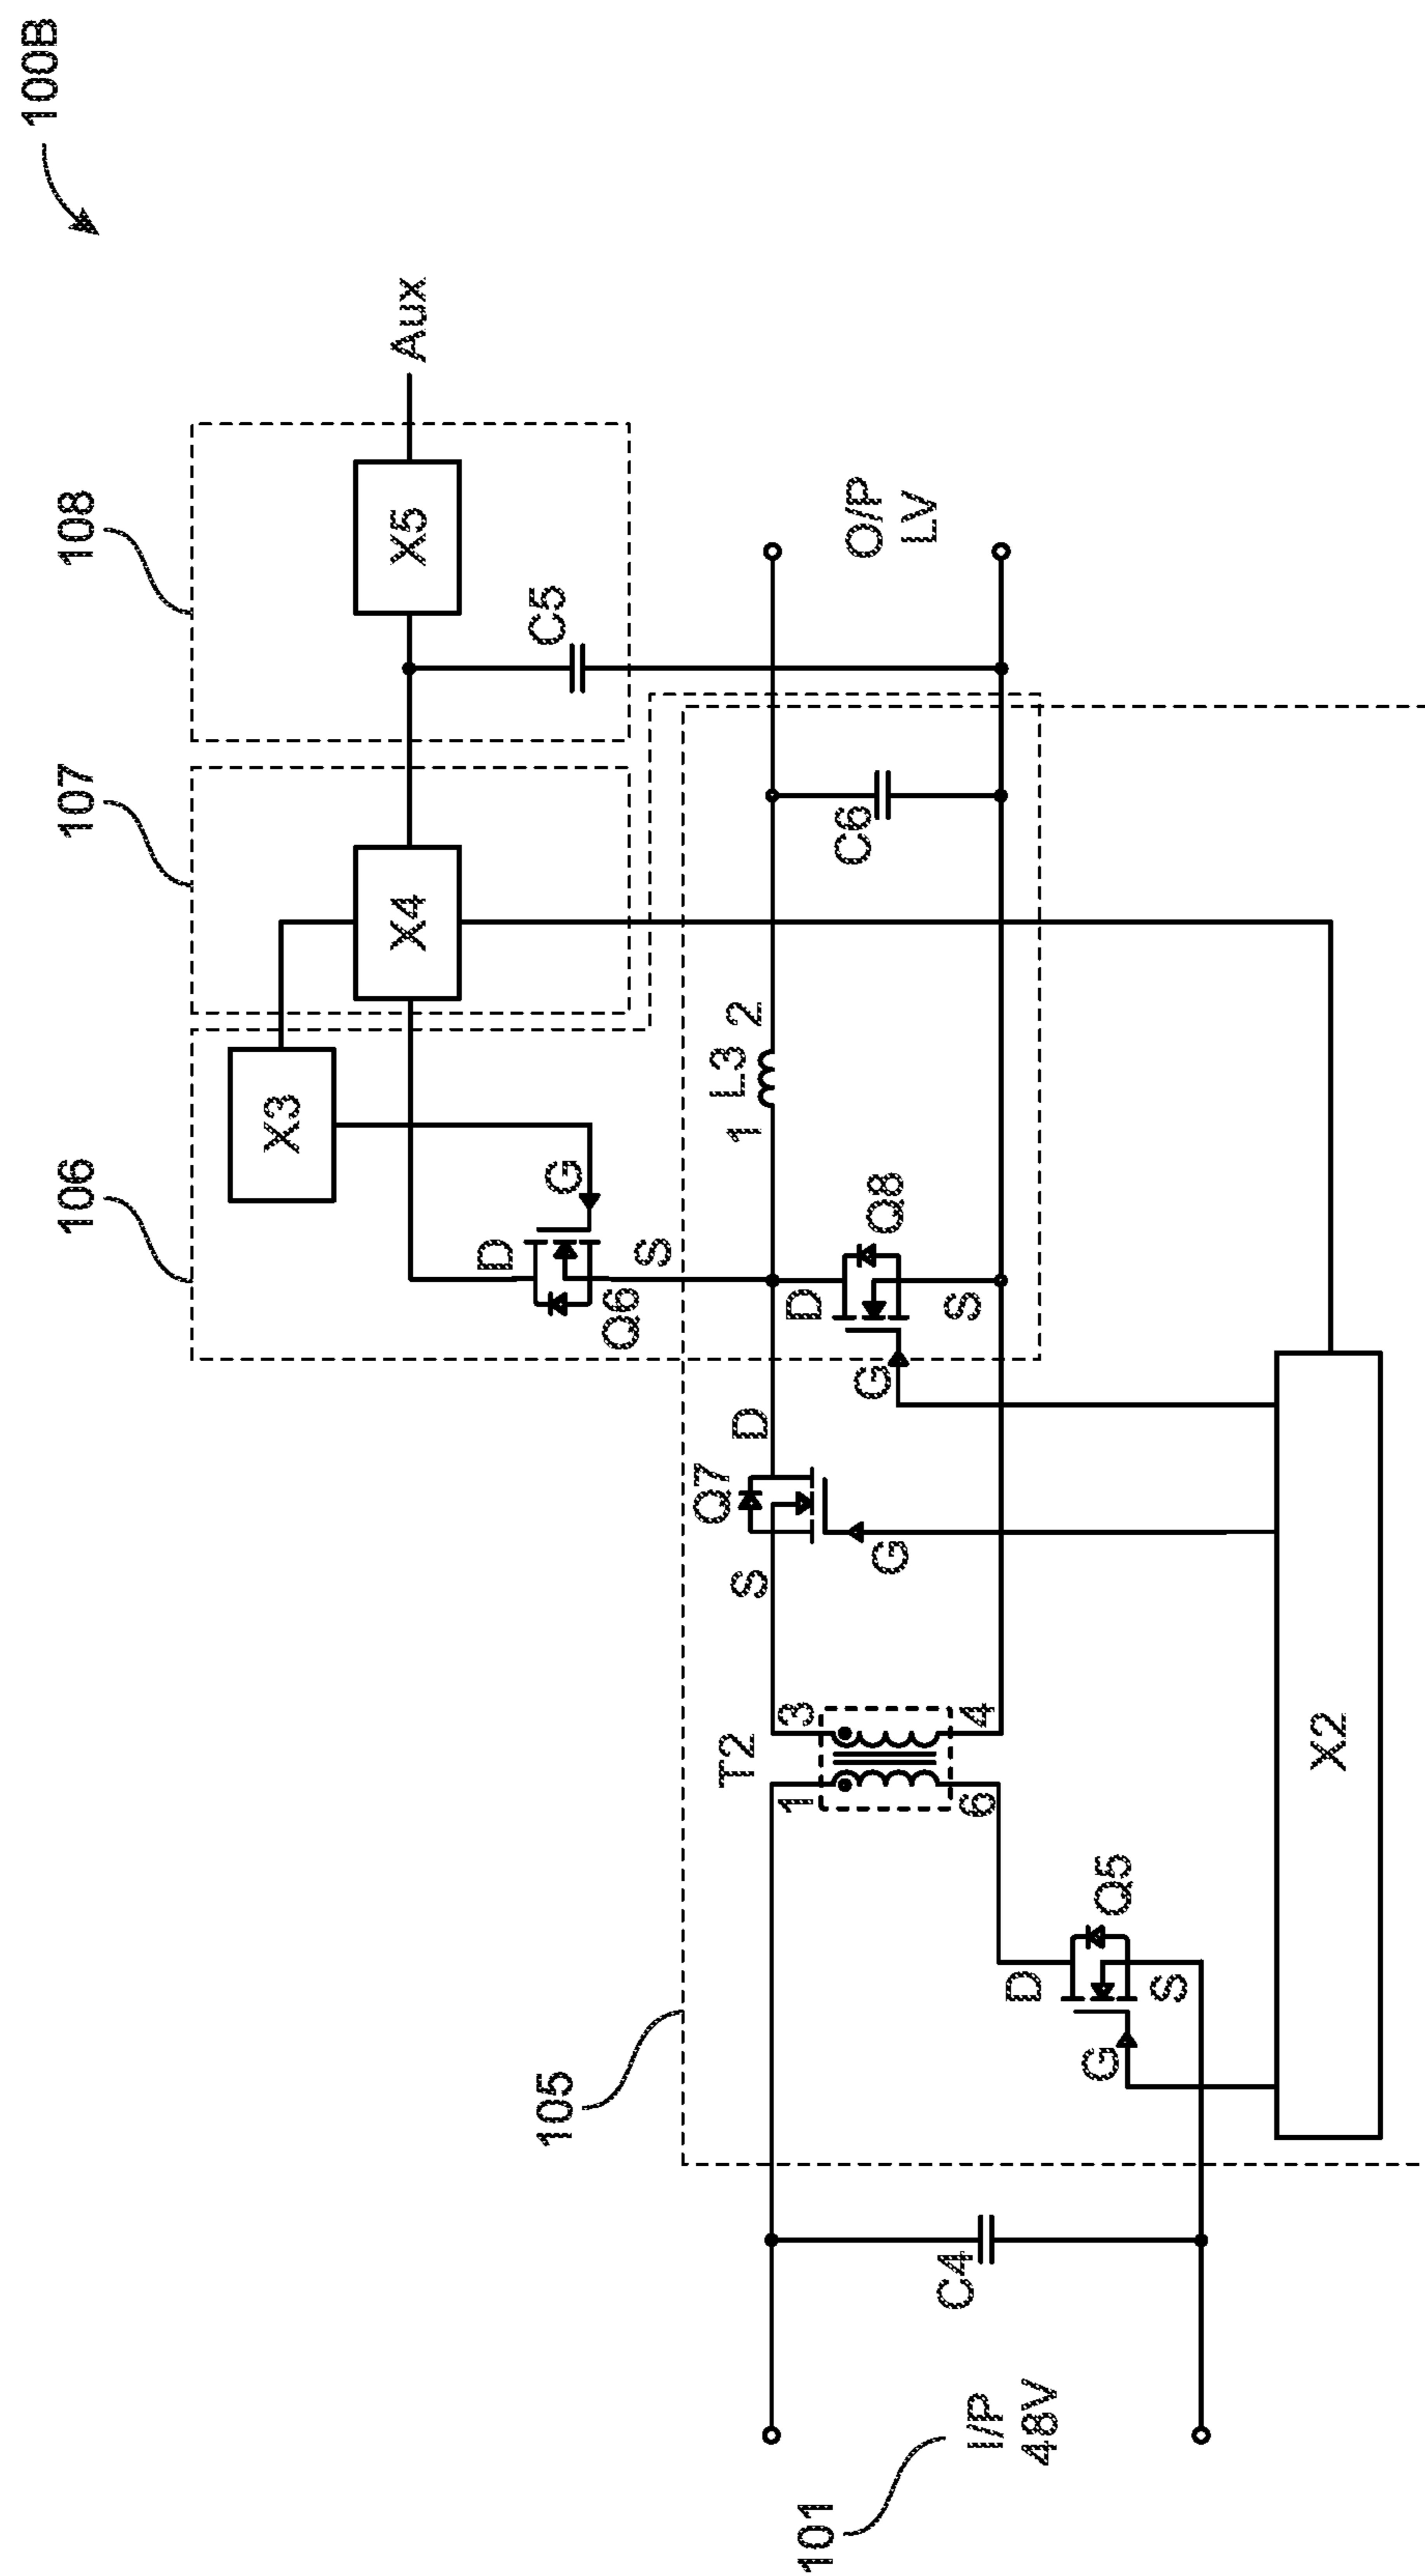 100B
106
107
108
X3
X4
X5
Aux
D
G
Q6
S
C5
105
T2
Q7
S
D
G
1
L3
2
C6
O/P
LV
1
3
6
4
D
Q8
G
S
101
I/P
48V
C4
D
Q5
G
S
X2